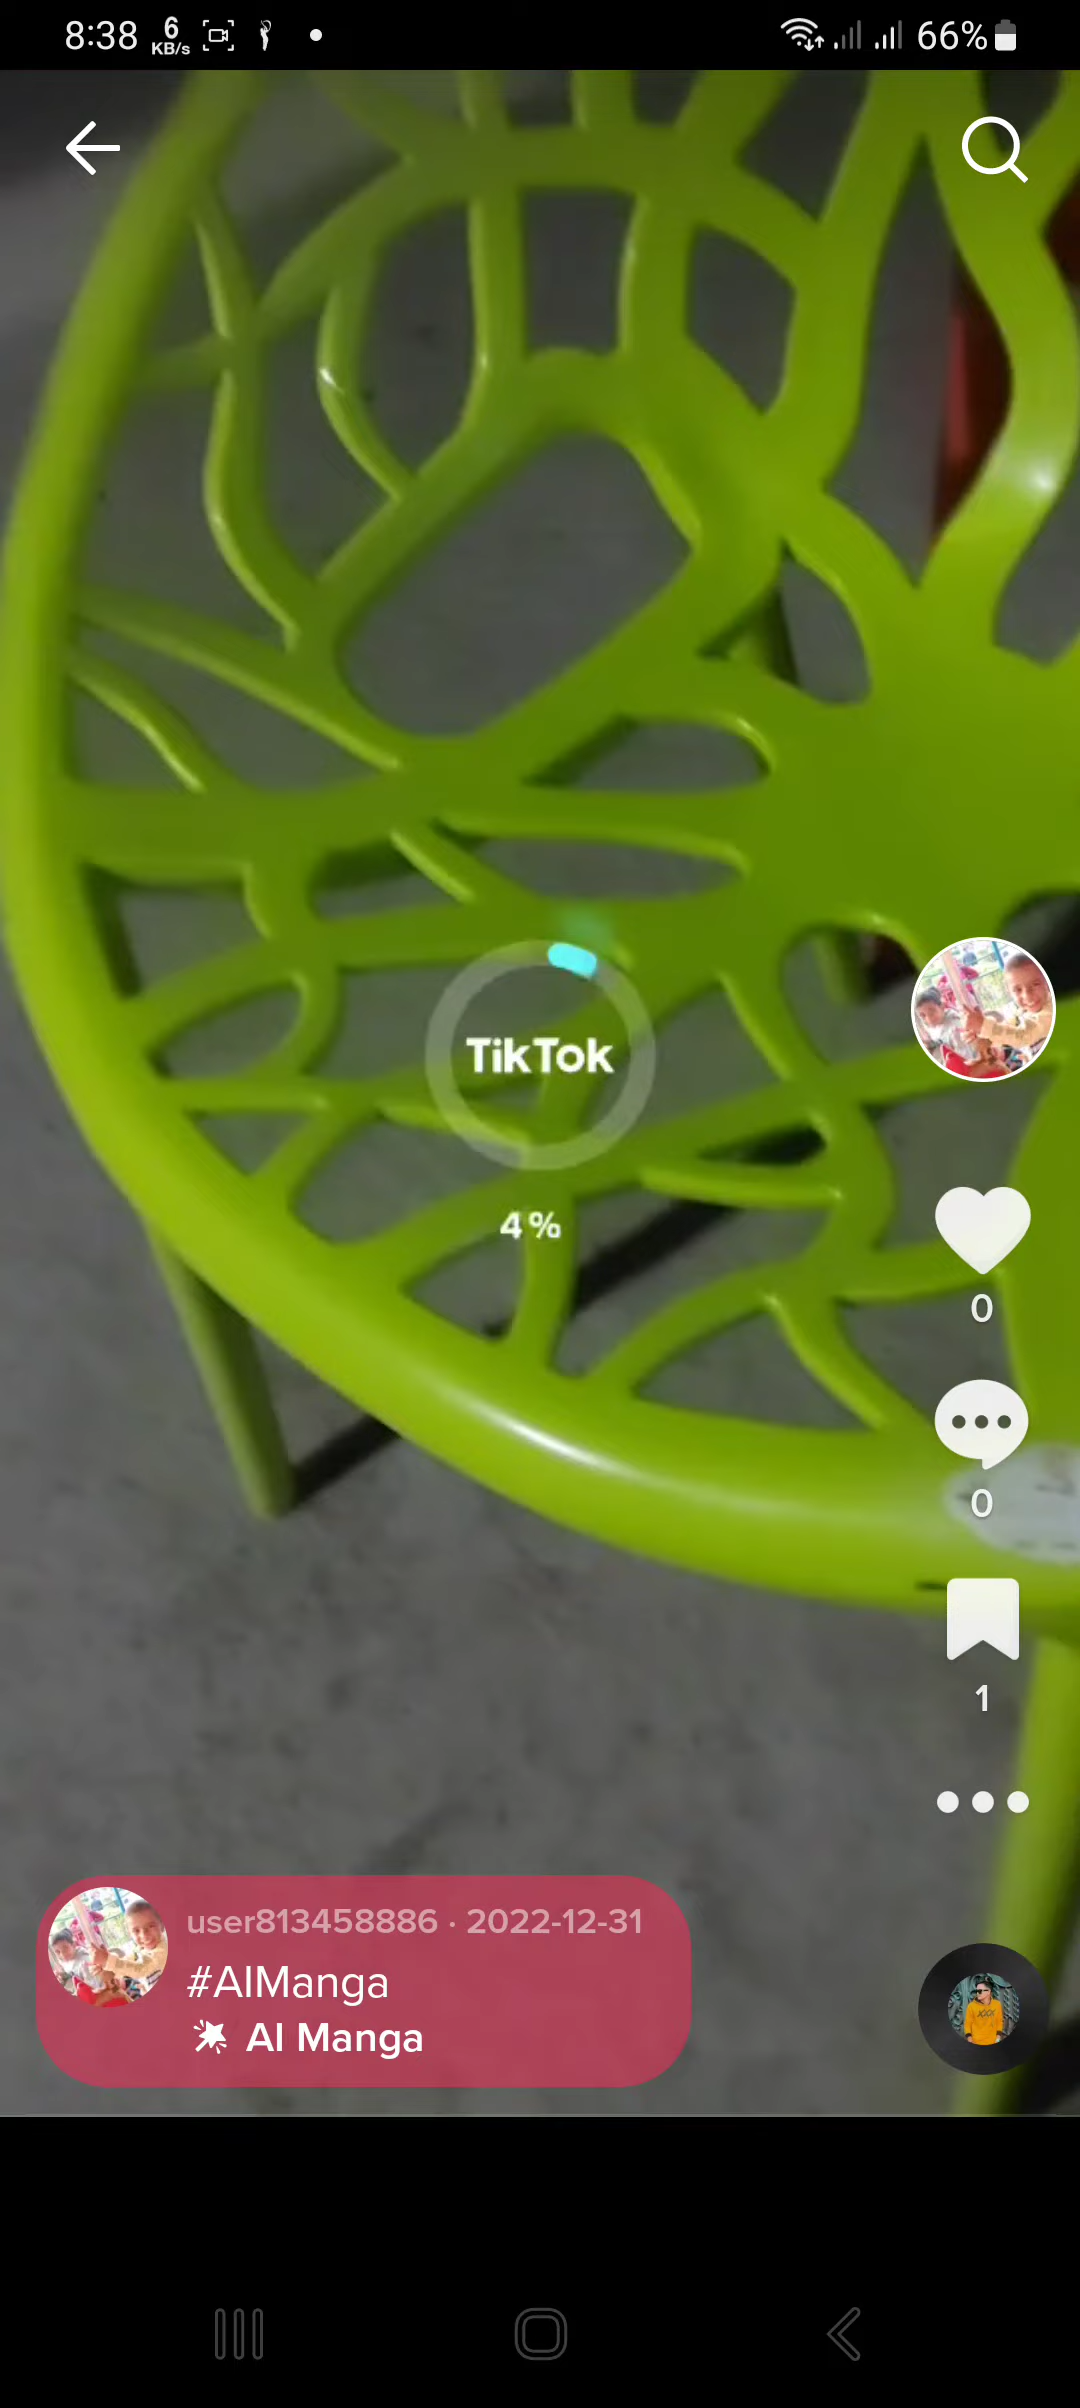 8:38 6 KB/s 66%
TikTok
4%
0
0
1
user813458886 · 2022-12-31
#AIManga
AI Manga